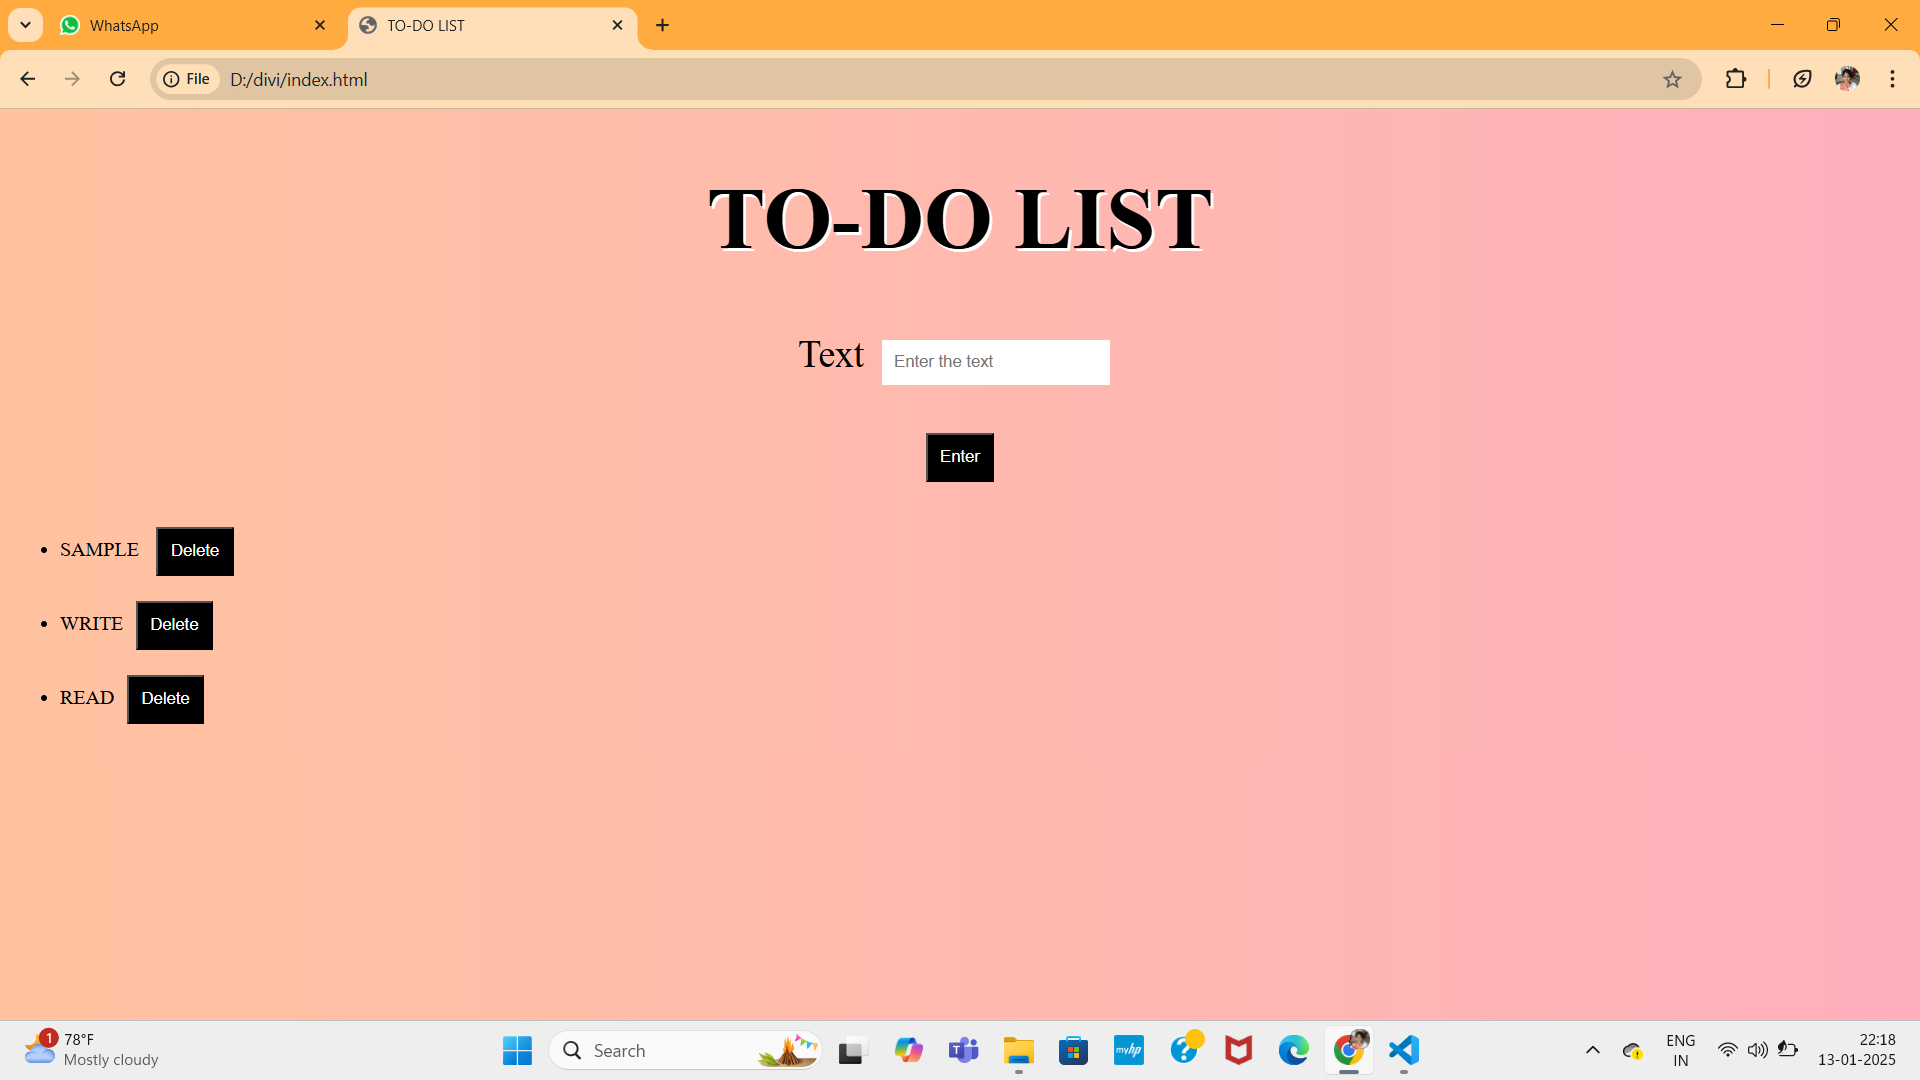 WhatsApp
TO-DO LIST
File D:/divi/index.html
TO-DO LIST
Text Enter the text
Enter
SAMPLE Delete
WRITE Delete
READ Delete
1
78°F
Mostly cloudy
Search
T
myhp
?
ENG
IN
22:18
13-01-2025